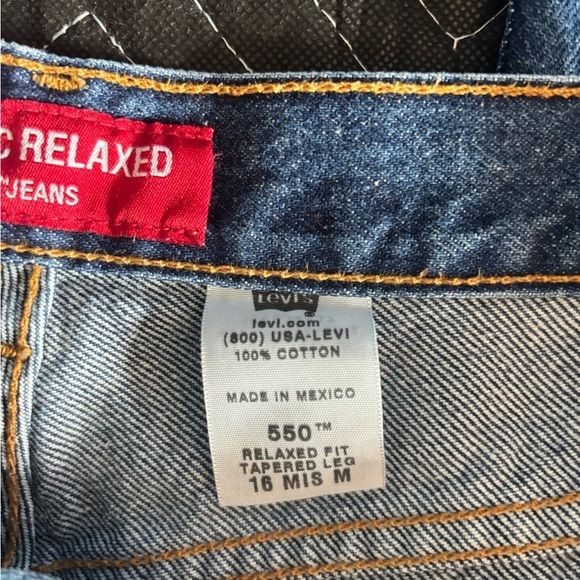 C RELAXED
"JEANS
Levi's
®
levi.com
(800) USA-LEVI
100% COTTON
MADE IN MEXICO
550™
RELAXED FIT
TAPERED LEG
16 MIS M